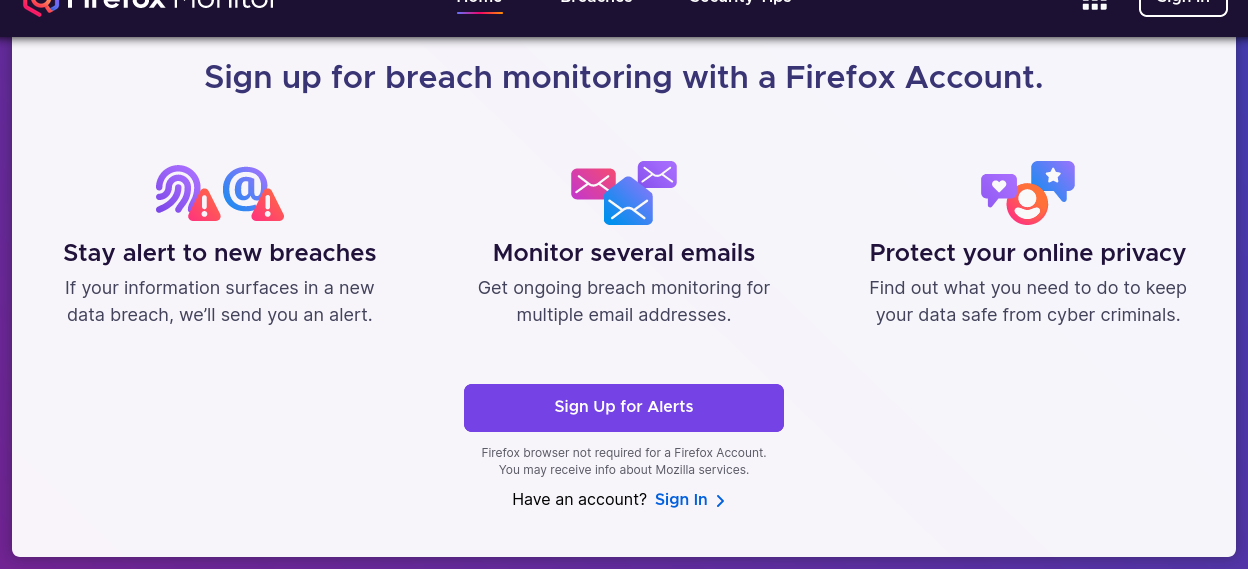 Firefox Monitor
Home Breaches Security Tips Sign In
Sign up for breach monitoring with a Firefox Account.
Stay alert to new breaches
If your information surfaces in a new
data breach, we’ll send you an alert.
Monitor several emails
Get ongoing breach monitoring for
multiple email addresses.
Protect your online privacy
Find out what you need to do to keep
your data safe from cyber criminals.
Sign Up for Alerts
Firefox browser not required for a Firefox Account.
You may receive info about Mozilla services.
Have an account? Sign In